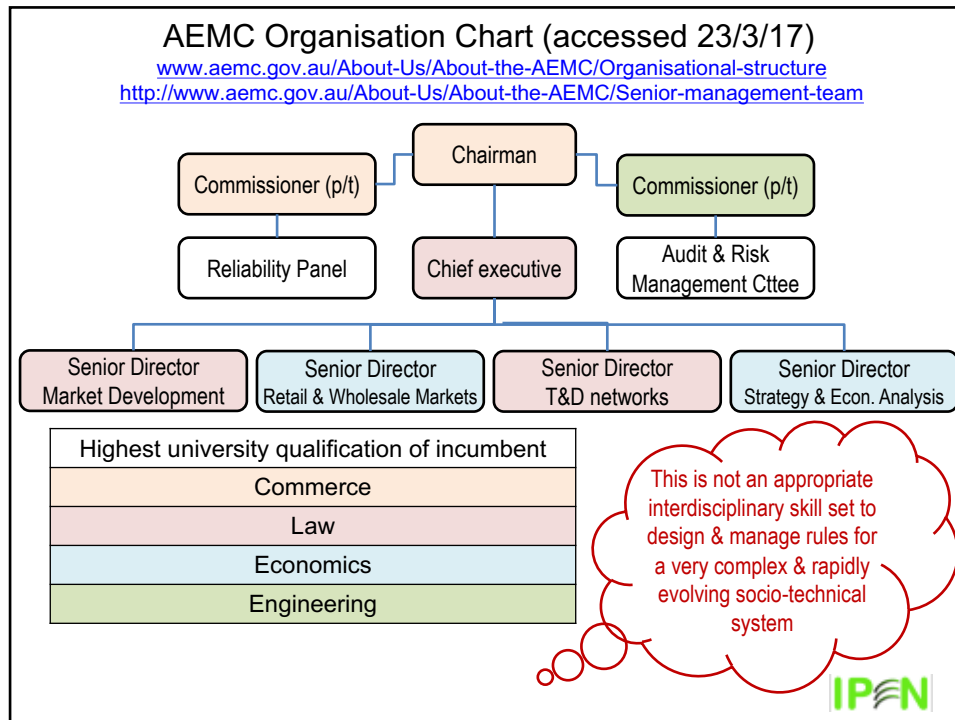 AEMC Organisation Chart (accessed 23/3/17)
www.aemc.gov.au/About-Us/About-the-AEMC/Organisational-structure
http://www.aemc.gov.au/About-Us/About-the-AEMC/Senior-management-team
Chairman
Commissioner (p/t)
Commissioner (p/t)
Reliability Panel
Chief executive
Audit & Risk
Management Cttee
Senior Director
Market Development
Senior Director
Retail & Wholesale Markets
Senior Director
T&D networks
Senior Director
Strategy & Econ. Analysis
Highest university qualification of incumbent
Commerce
Law
Economics
Engineering
This is not an appropriate
interdisciplinary skill set to
design & manage rules for
a very complex & rapidly
evolving socio-technical
system
IPEN